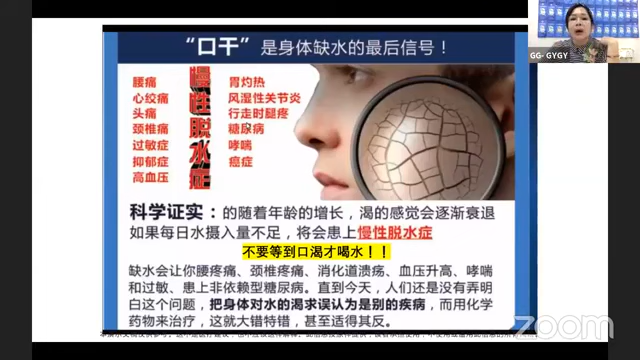 “口干”是身体缺水的最后信号！
GG- GYGY
腰痛
心绞痛
头痛
颈椎痛
过敏症
抑郁症
高血压
慢性脱水症
胃灼热
风湿性关节炎
行走时腿疼
糖尿病
哮喘
癌症
科学证实：的随着年龄的增长，渴的感觉会逐渐衰退
如果每日水摄入量不足，将会患上慢性脱水症
不要等到口渴才喝水！！
缺水会让你腰疼痛、颈椎疼痛、消化道溃疡、血压升高、哮喘
和过敏、患上非依赖型糖尿病。直到今天，人们还是没有弄明
白这个问题，把身体对水的渴求误认为是别的疾病，而用化学
药物来治疗，这就大错特错，甚至适得其反。
zoom